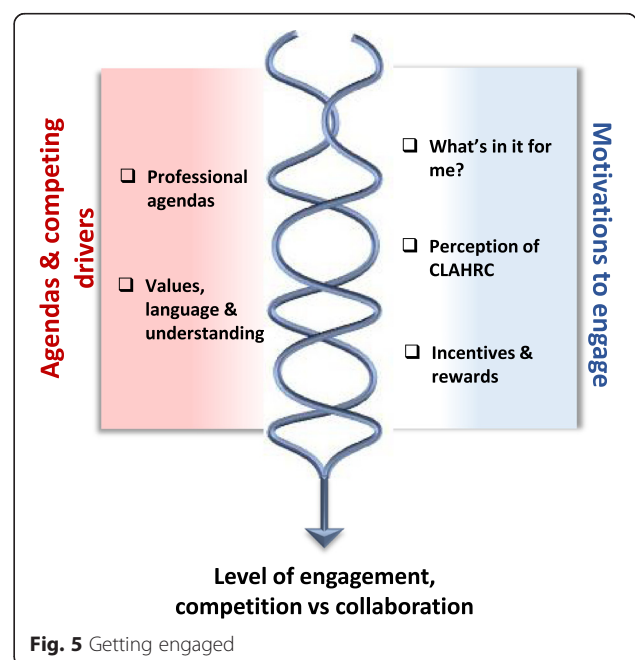 Agendas & competing
drivers
❑ Professional
agendas
❑ Values,
language &
understanding
❑ What's in it for
me?
❑ Perception of
CLAHRC
❑ Incentives &
rewards
Motivations to engage
Level of engagement,
competition vs collaboration
Fig. 5 Getting engaged